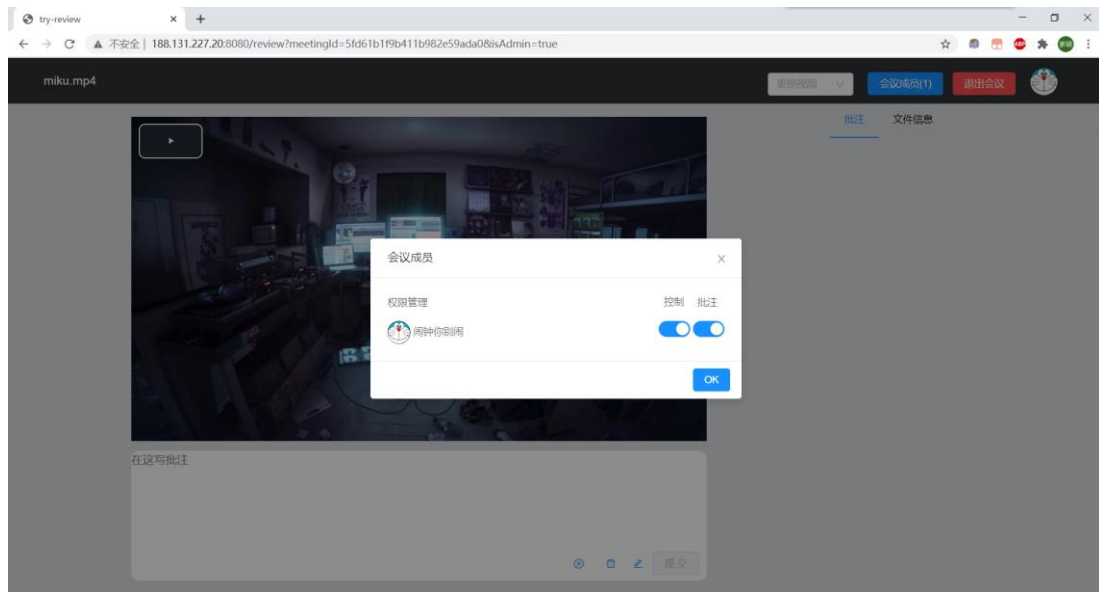 try-review
不安全 | 188.131.227.20:8080/review?meetingId=5fd61b1f9b411b982e59ada0&isAdmin=true
ABP
miku.mp4
更换视频
会议成员(1)
退出会议
批注 文件信息
会议成员
权限管理 控制 批注
闹钟你别闹
OK
在这写批注
提交